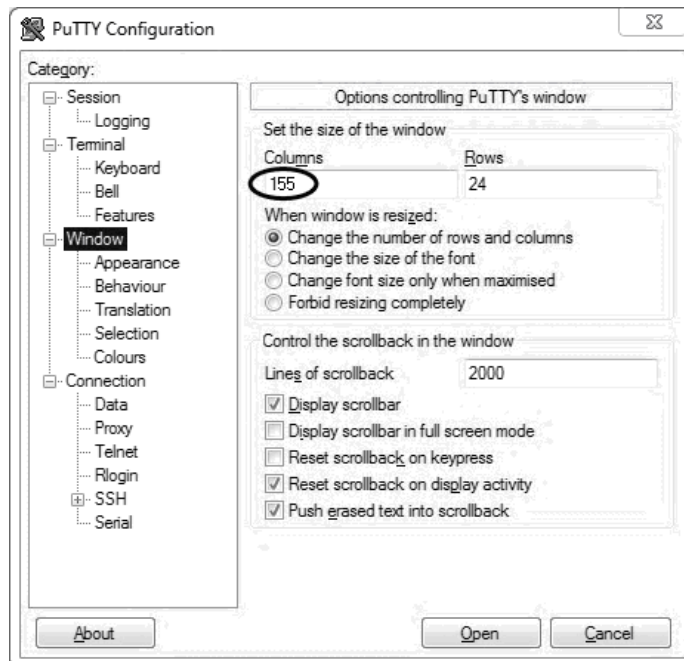 PuTTY Configuration
Category:
Session
Logging
Terminal
Keyboard
Bell
Features
Window
Appearance
Behaviour
Translation
Selection
Colours
Connection
Data
Proxy
Telnet
Rlogin
SSH
Serial
Options controlling PuTTY's window
Set the size of the window
Columns Rows
155 24
When window is resized:
Change the number of rows and columns
Change the size of the font
Change font size only when maximised
Forbid resizing completely
Control the scrollback in the window
Lines of scrollback 2000
Display scrollbar
Display scrollbar in full screen mode
Reset scrollback on keypress
Reset scrollback on display activity
Push erased text into scrollback
About Open Cancel